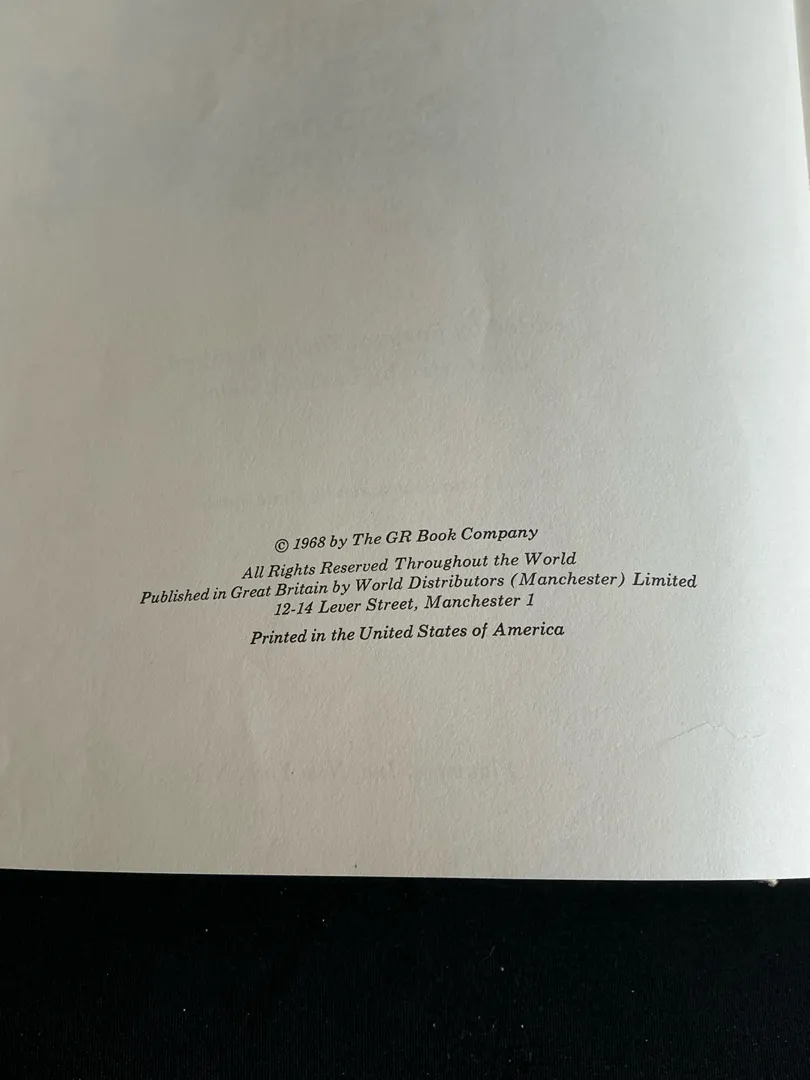 © 1968 by The GR Book Company
All Rights Reserved Throughout the World
Published in Great Britain by World Distributors (Manchester) Limited
12-14 Lever Street, Manchester 1
Printed in the United States of America